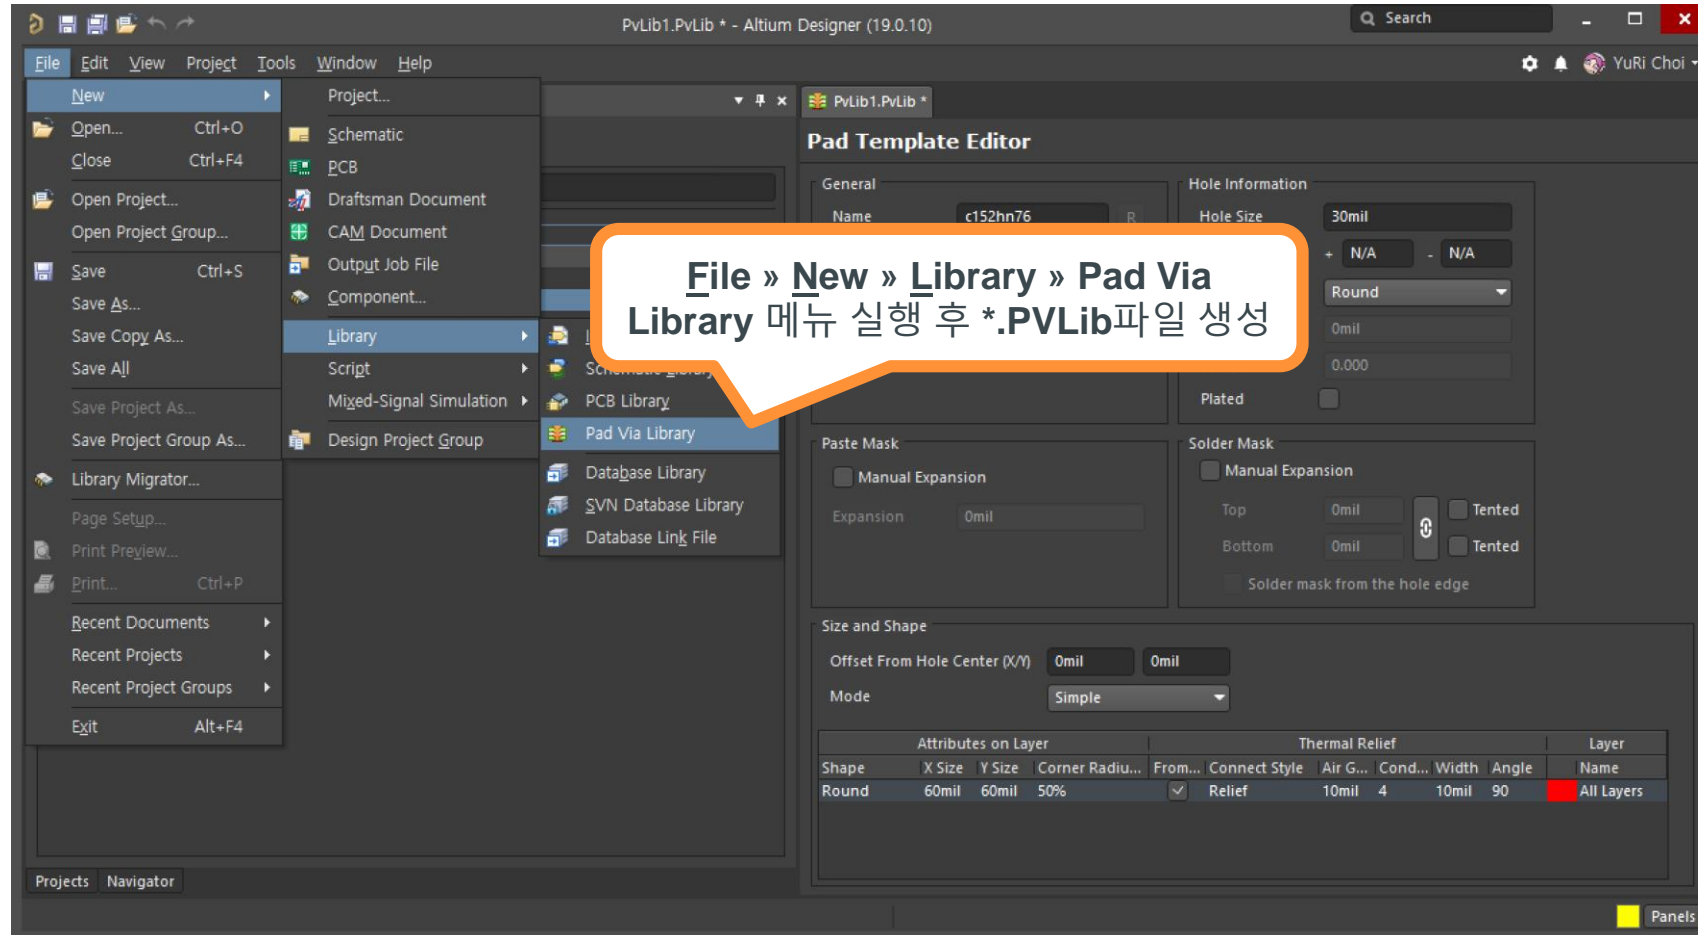 PvLib1.PvLib * - Altium Designer (19.0.10)
Search
File Edit View Project Tools Window Help
YuRi Choi
New
Open... Ctrl+O
Close Ctrl+F4
Open Project...
Open Project Group...
Save Ctrl+S
Save As...
Save Copy As...
Save All
Save Project As...
Save Project Group As...
Library Migrator...
Page Setup...
Print Preview...
Print... Ctrl+P
Recent Documents
Recent Projects
Recent Project Groups
Exit Alt+F4
Project...
Schematic
PCB
Draftsman Document
CAM Document
Output Job File
Component...
Library
Script
Mixed-Signal Simulation
Design Project Group
Schematic Library
PCB Library
Pad Via Library
Database Library
SVN Database Library
Database Link File
File » New » Library » Pad Via
Library 메뉴 실행 후 *.PVLib파일 생성
PvLib1.PvLib *
Pad Template Editor
General
Name c152hn76 R
Hole Information
Hole Size 30mil
+ N/A - N/A
Round
0mil
0.000
Plated
Paste Mask
Manual Expansion
Expansion 0mil
Solder Mask
Manual Expansion
Top 0mil Tented
Bottom 0mil Tented
Solder mask from the hole edge
Size and Shape
Offset From Hole Center (X/Y) 0mil 0mil
Mode Simple
Attributes on Layer Thermal Relief Layer
Shape X Size Y Size Corner Radiu... From... Connect Style Air G... Cond... Width Angle Name
Round 60mil 60mil 50% Relief 10mil 4 10mil 90 All Layers
Projects Navigator
Panels